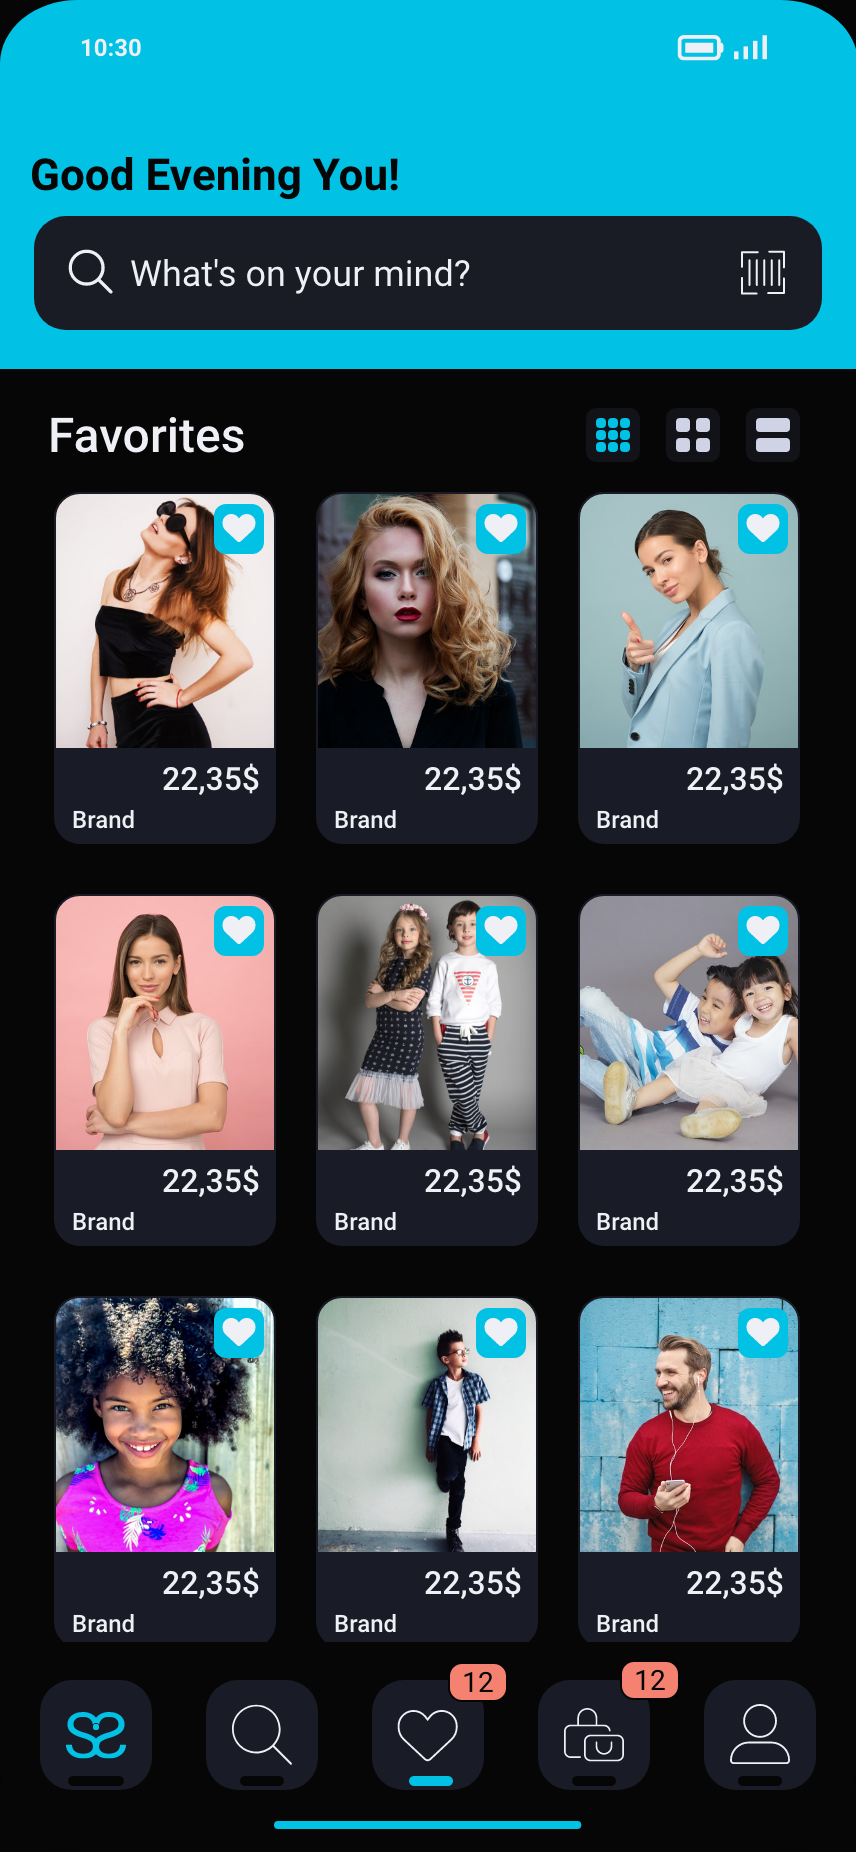 10:30
Good Evening You!
What's on your mind?
Favorites
22,35$ 22,35$ 22,35$
Brand Brand Brand
22,35$ 22,35$ 22,35$
Brand Brand Brand
22,35$ 22,35$ 22,35$
Brand Brand Brand
12 12